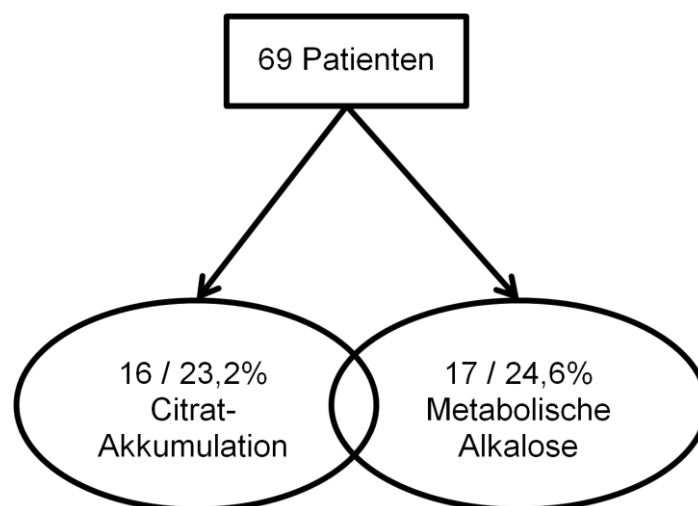 69 Patienten
16 / 23,2%
Citrat-
Akkumulation
17 / 24,6%
Metabolische
Alkalose